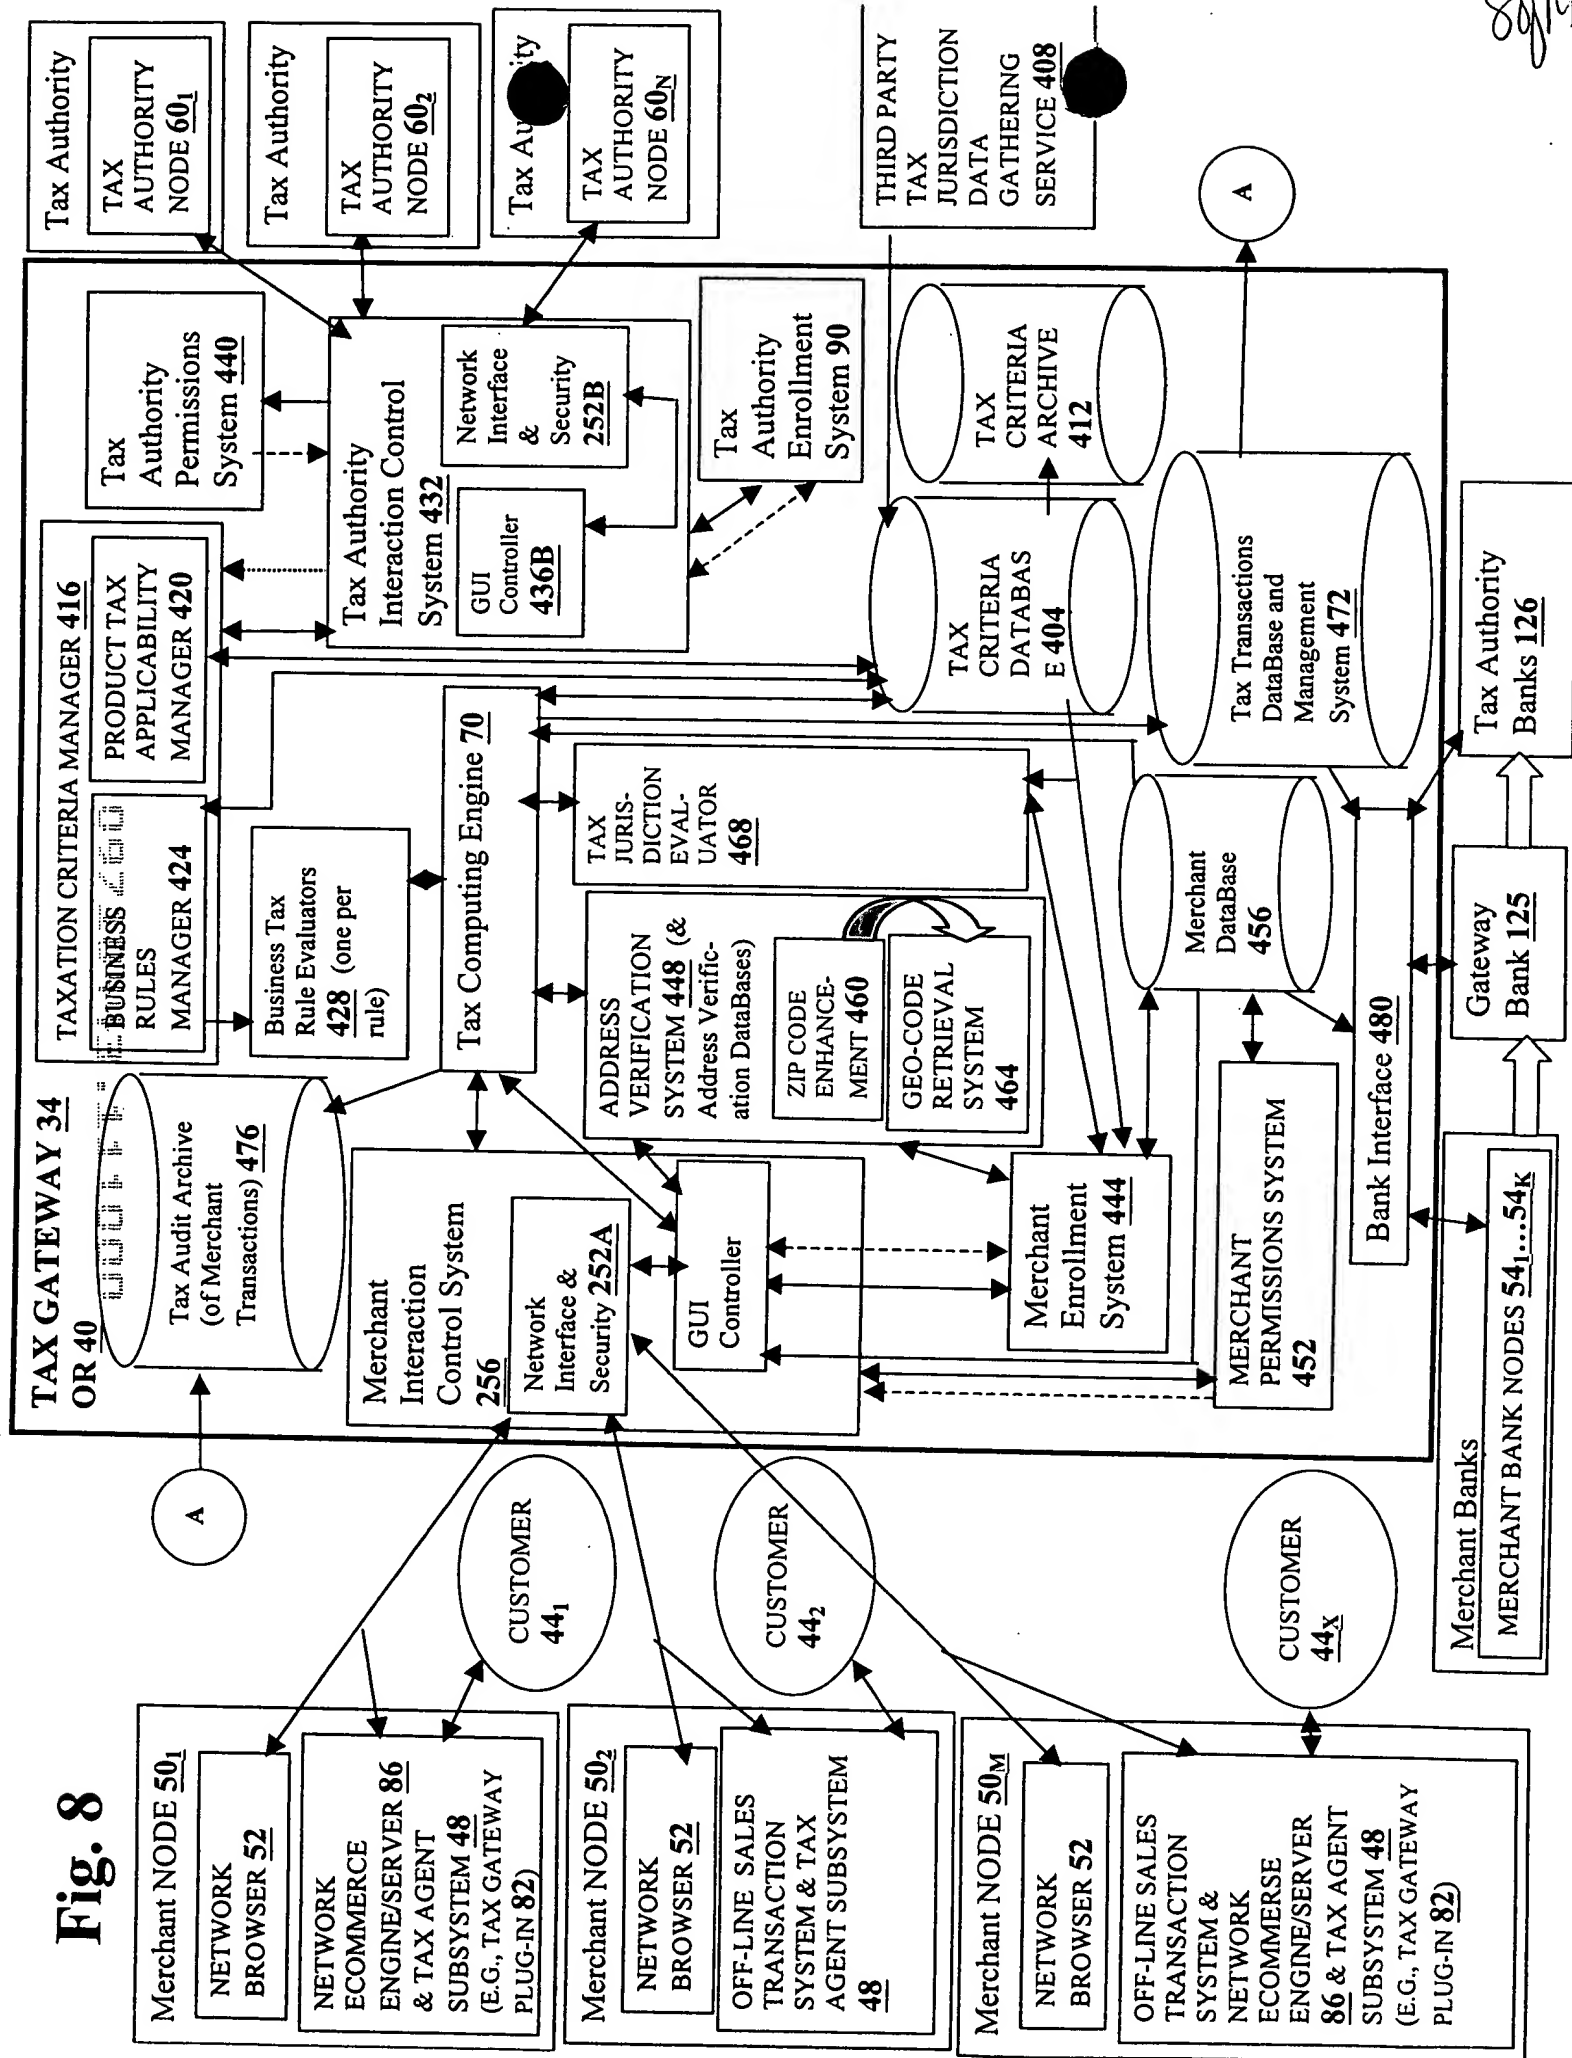 Fig. 8
Merchant NODE 50₁
NETWORK
BROWSER 52
NETWORK
ECOMMERCE
ENGINE/SERVER 86
& TAX AGENT
SUBSYSTEM 48
(E.G., TAX GATEWAY
PLUG-IN 82)
Merchant NODE 50₂
NETWORK
BROWSER 52
OFF-LINE SALES
TRANSACTION
SYSTEM & TAX
AGENT SUBSYSTEM
48
Merchant NODE 50M
NETWORK
BROWSER 52
OFF-LINE SALES
TRANSACTION
SYSTEM &
NETWORK
ECOMMERSE
ENGINE/SERVER
86 & TAX AGENT
SUBSYSTEM 48
(E.G., TAX GATEWAY
PLUG-IN 82)
A
CUSTOMER
44₁
CUSTOMER
44₂
CUSTOMER
44X
TAX GATEWAY 34
OR 40
Tax Audit Archive
(of Merchant
Transactions) 476
Merchant
Interaction
Control System
256
Network
Interface &
Security 252A
GUI
Controller
Merchant
Enrollment
System 444
MERCHANT
PERMISSIONS SYSTEM
452
TAXATION CRITERIA MANAGER 416
BUSINESS
RULES
MANAGER 424
PRODUCT TAX
APPLICABILITY
MANAGER 420
Business Tax
Rule Evaluators
428 (one per
rule)
Tax Computing Engine 70
ADDRESS
VERIFICATION
SYSTEM 448 (&
Address Verific-
ation DataBases)
ZIP CODE
ENHANCE-
MENT 460
GEO-CODE
RETRIEVAL
SYSTEM
464
TAX
JURIS-
DICTION
EVAL-
UATOR
468
Merchant
DataBase
456
Bank Interface 480
Tax
Authority
Permissions
System 440
Tax Authority
Interaction Control
System 432
GUI
Controller
436B
Network
Interface
&
Security
252B
Tax
Authority
Enrollment
System 90
TAX
CRITERIA
DATABAS
E 404
TAX
CRITERIA
ARCHIVE
412
Tax Transactions
DataBase and
Management
System 472
Tax Authority
TAX
AUTHORITY
NODE 60₁
Tax Authority
TAX
AUTHORITY
NODE 60₂
Tax Au ity
TAX
AUTHORITY
NODE 60N
THIRD PARTY
TAX
JURISDICTION
DATA
GATHERING
SERVICE 408
A
Merchant Banks
MERCHANT BANK NODES 54₁...54K
Gateway
Bank 125
Tax Authority
Banks 126